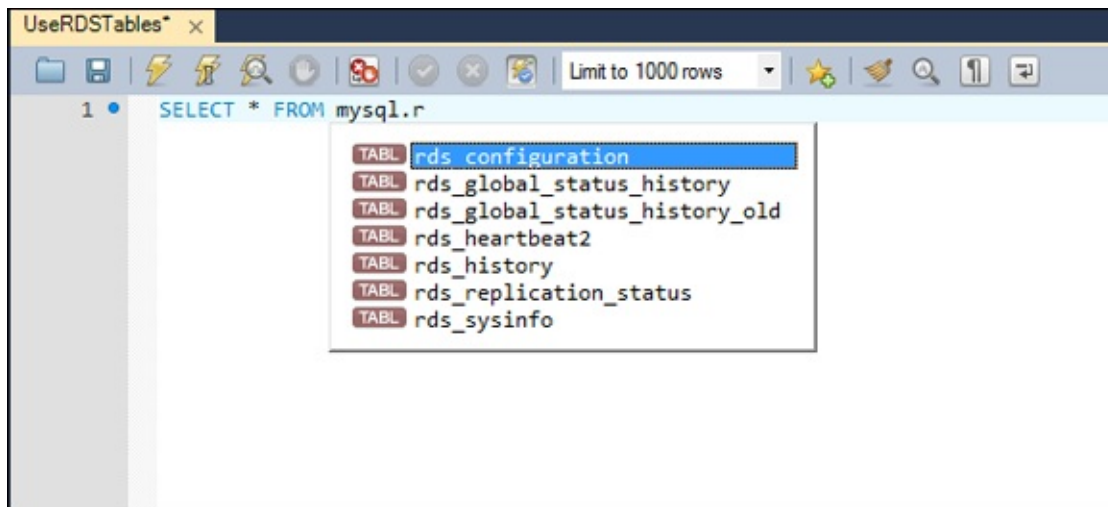 UseRDSTables*
Limit to 1000 rows
1 SELECT * FROM mysql.r
TABL rds_configuration
TABL rds_global_status_history
TABL rds_global_status_history_old
TABL rds_heartbeat2
TABL rds_history
TABL rds_replication_status
TABL rds_sysinfo